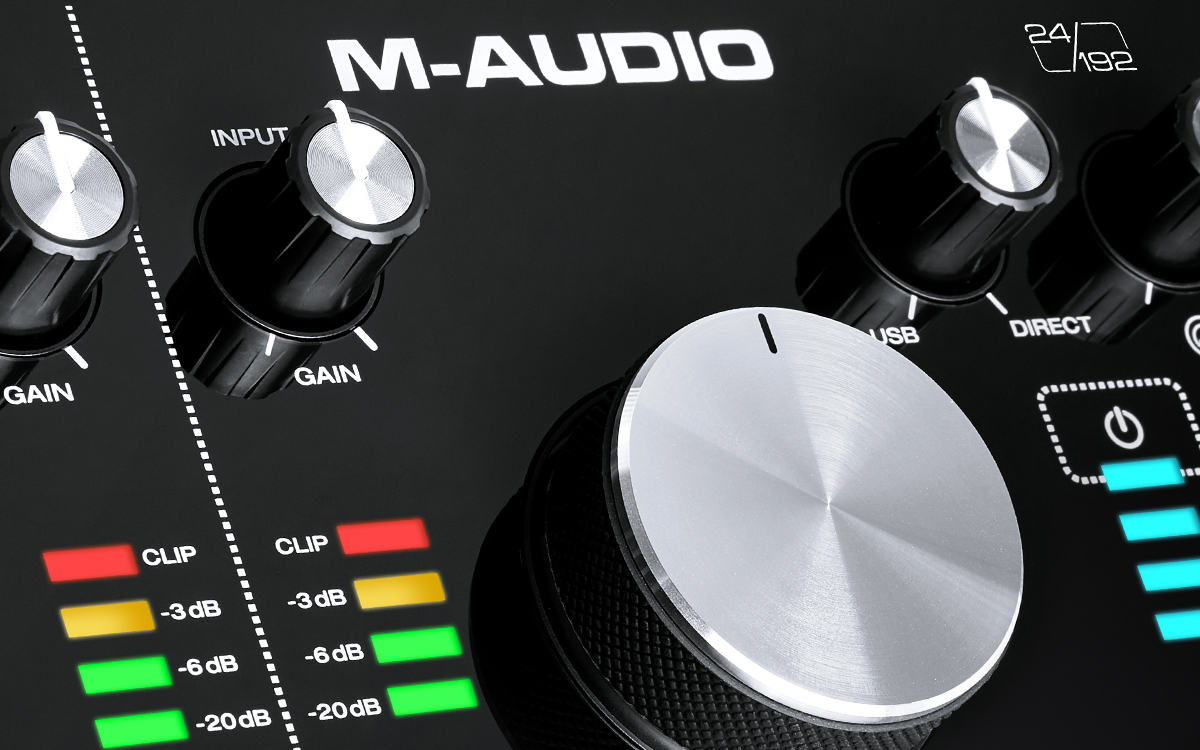 M-AUDIO
24/192
INPUT
USB
DIRECT
GAIN
GAIN
CLIP
-3dB
-6dB
-20dB
CLIP
-3dB
-6dB
-20dB